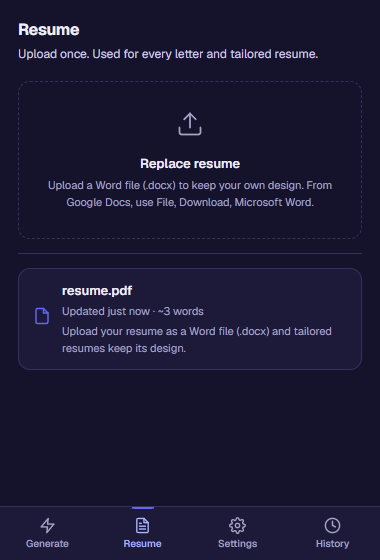 Resume
Upload once. Used for every letter and tailored resume.
Replace resume
Upload a Word file (.docx) to keep your own design. From
Google Docs, use File, Download, Microsoft Word.
resume.pdf
Updated just now · ~3 words
Upload your resume as a Word file (.docx) and tailored
resumes keep its design.
Generate
Resume
Settings
History